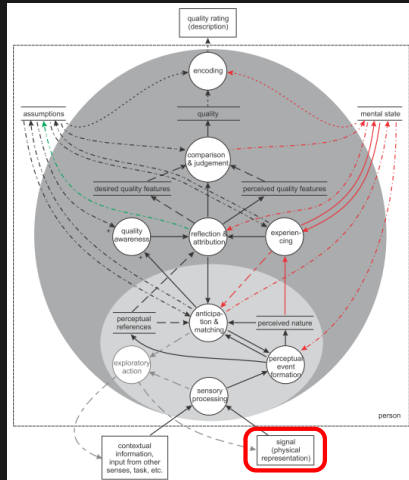 quality rating
(description)
encoding
assumptions
mental state
quality
comparison
& judgement
desired quality features
perceived quality features
quality
awareness
reflection &
attribution
experien-
cing
perceptual
references
anticipa-
tion &
matching
perceived nature
exploratory
action
perceptual
event
formation
sensory
processing
person
contextual
information,
input from other
senses, task, etc.
signal
(physical
representation)